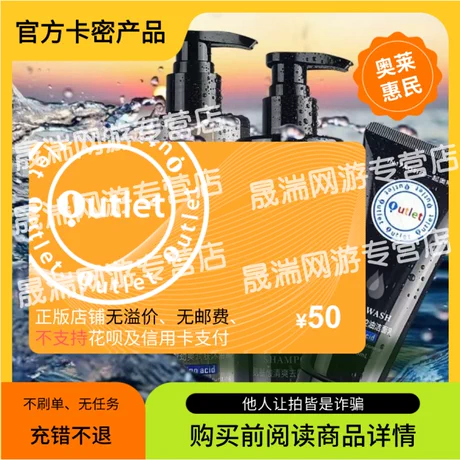 官方卡密产品
奥莱
惠民
晟湍网游专营店
晟湍网游专营店
晟湍网游专营店
Outlet
Outlet
Outlet
正版店铺无溢价、无邮费、
不支持花呗及信用卡支付
¥50
WASH
SHAMPO
不刷单、无任务
充错不退
他人让拍皆是诈骗
购买前阅读商品详情